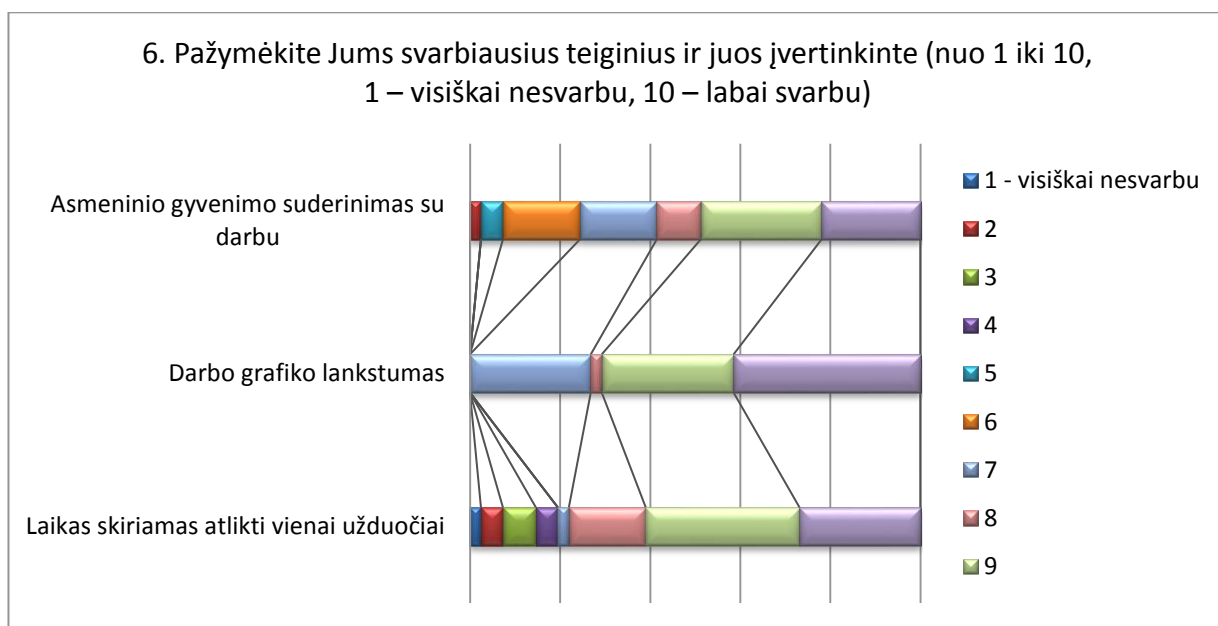 6. Pažymėkite Jums svarbiausius teiginius ir juos įvertinkinte (nuo 1 iki 10,
1 – visiškai nesvarbu, 10 – labai svarbu)
Asmeninio gyvenimo suderinimas su
darbu
Darbo grafiko lankstumas
Laikas skiriamas atlikti vienai užduočiai
1 - visiškai nesvarbu
2
3
4
5
6
7
8
9